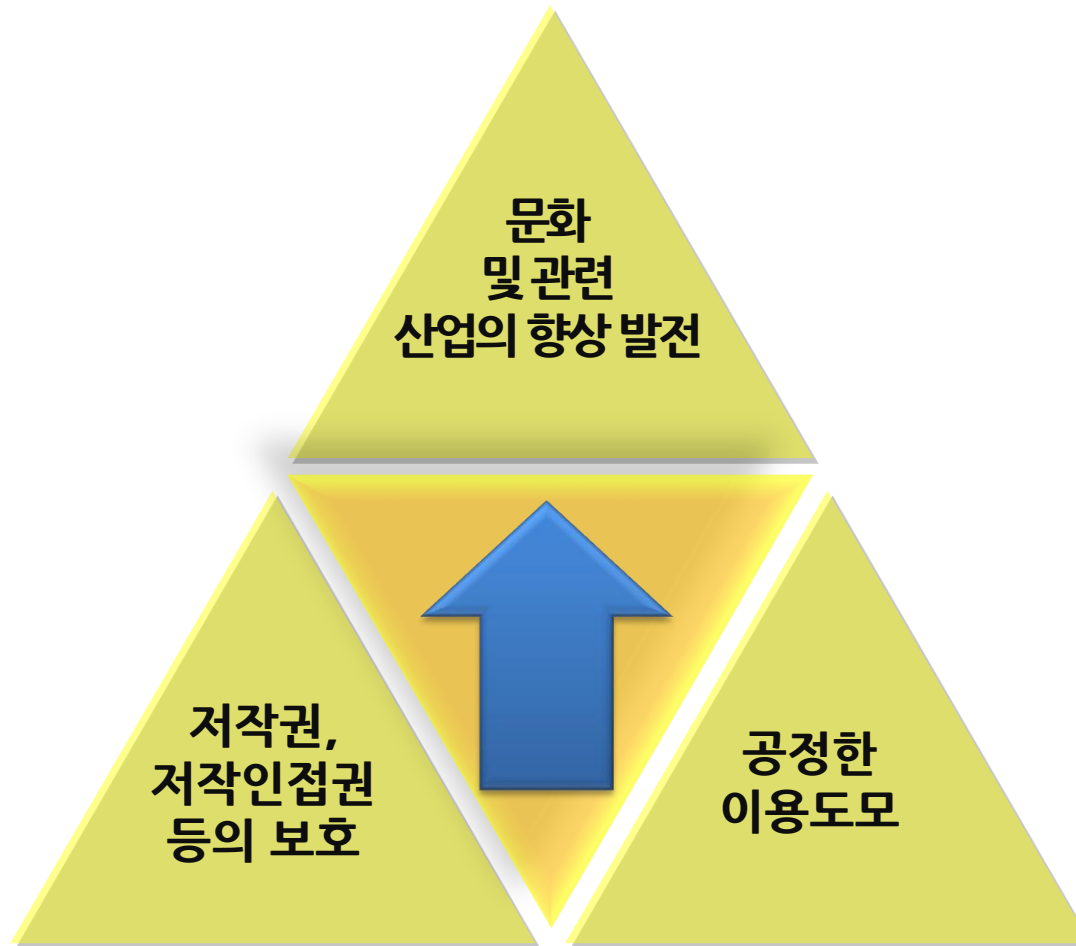 문화
및 관련
산업의 향상 발전
저작권,
저작인접권
등의 보호
공정한
이용도모